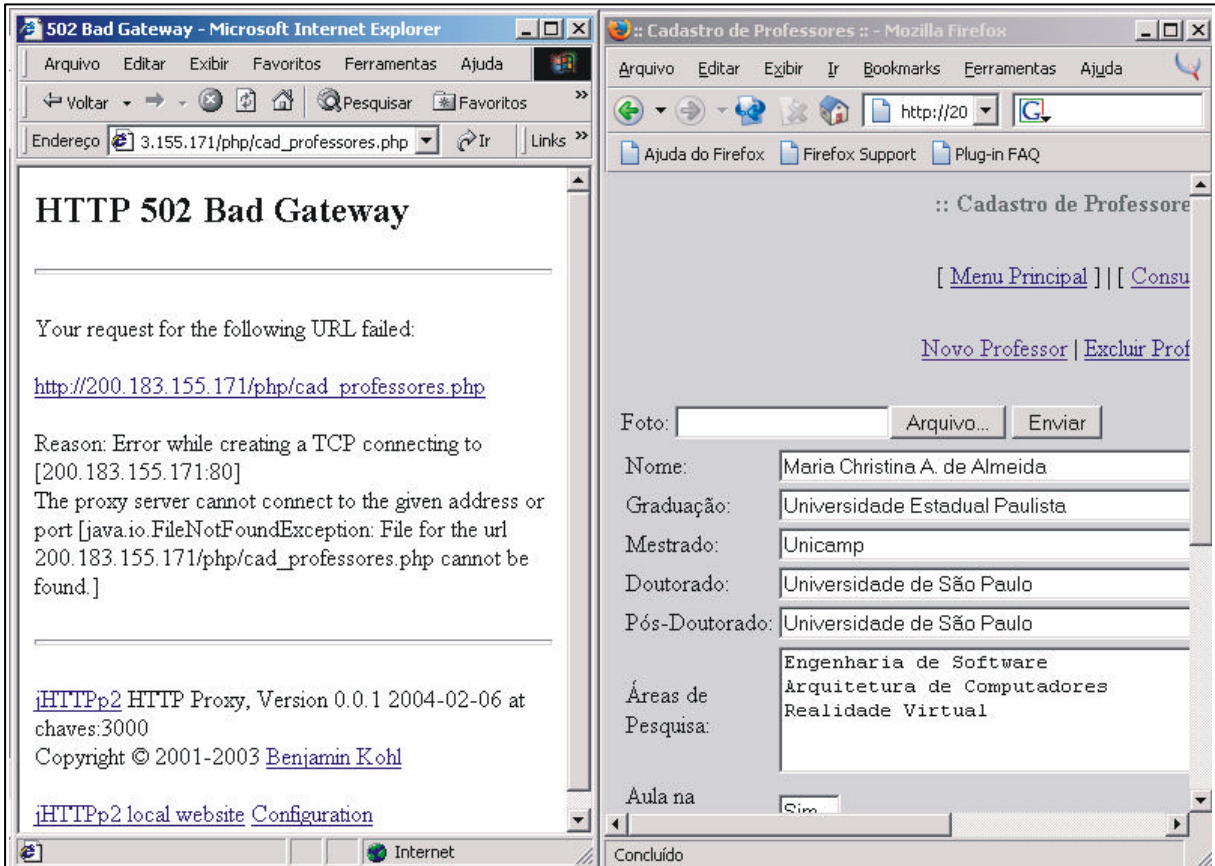 502 Bad Gateway - Microsoft Internet Explorer
Arquivo Editar Exibir Favoritos Ferramentas Ajuda
Voltar Pesquisar Favoritos »
Endereço 3.155.171/php/cad_professores.php Ir Links »
HTTP 502 Bad Gateway
Your request for the following URL failed:
http://200.183.155.171/php/cad_professores.php
Reason: Error while creating a TCP connecting to
[200.183.155.171:80]
The proxy server cannot connect to the given address or
port [java.io.FileNotFoundException: File for the url
200.183.155.171/php/cad_professores.php cannot be
found.]
jHTTPp2 HTTP Proxy, Version 0.0.1 2004-02-06 at
chaves:3000
Copyright © 2001-2003 Benjamin Kohl
jHTTPp2 local website Configuration
Internet
:: Cadastro de Professores :: - Mozilla Firefox
Arquivo Editar Exibir Ir Bookmarks Ferramentas Ajuda
http://20 G
Ajuda do Firefox Firefox Support Plug-in FAQ
:: Cadastro de Professore
[ Menu Principal ] | [ Consu
Novo Professor | Excluir Prof
Foto: Arquivo... Enviar
Nome: Maria Christina A. de Almeida
Graduação: Universidade Estadual Paulista
Mestrado: Unicamp
Doutorado: Universidade de São Paulo
Pós-Doutorado: Universidade de São Paulo
Áreas de
Pesquisa:
Engenharia de Software
Arquitetura de Computadores
Realidade Virtual
Aula na
Sim
Concluído